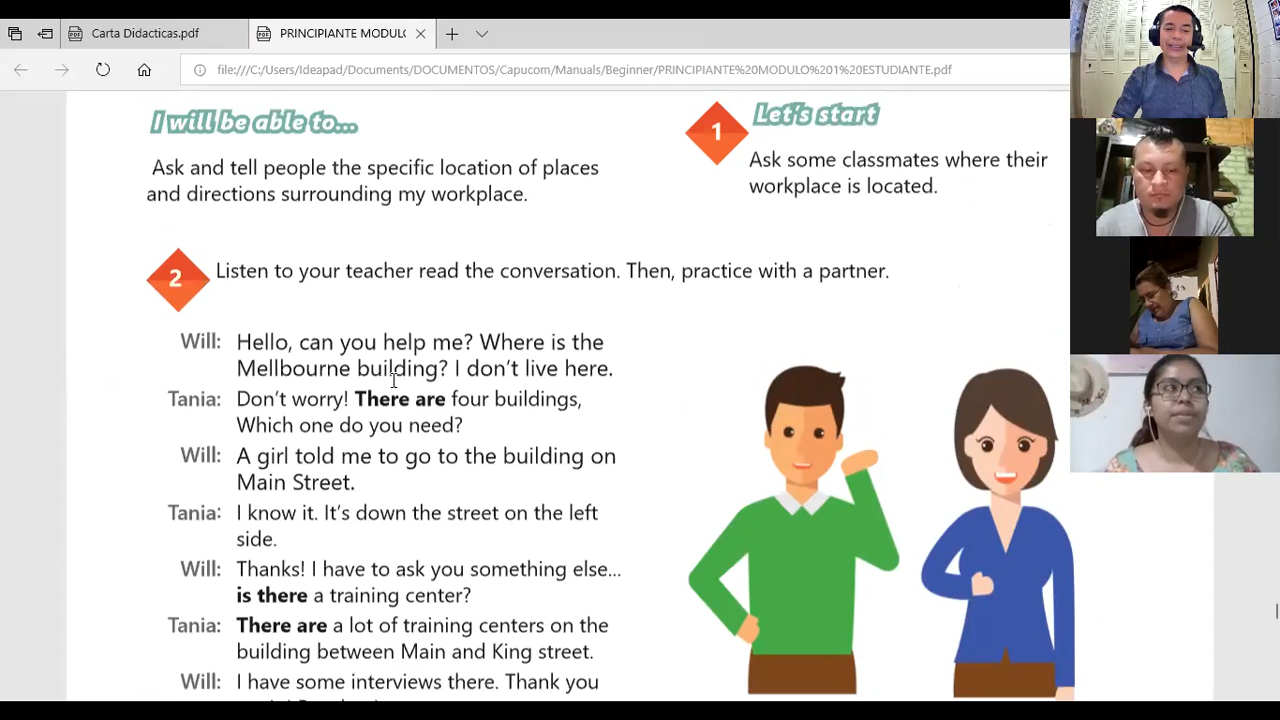 Carta Didacticas.pdf
PRINCIPIANTE MODULO
file:///C:/Users/Ideapad/Documents/DOCUMENTOS/Capucom/Manuals/Beginner/PRINCIPIANTE%20MODULO%201%20ESTUDIANTE.pdf
I will be able to...
Ask and tell people the specific location of places
and directions surrounding my workplace.
1
Let's start
Ask some classmates where their
workplace is located.
2
Listen to your teacher read the conversation. Then, practice with a partner.
Will: Hello, can you help me? Where is the
Mellbourne building? I don't live here.
Tania: Don't worry! There are four buildings,
Which one do you need?
Will: A girl told me to go to the building on
Main Street.
Tania: I know it. It's down the street on the left
side.
Will: Thanks! I have to ask you something else...
is there a training center?
Tania: There are a lot of training centers on the
building between Main and King street.
Will: I have some interviews there. Thank you